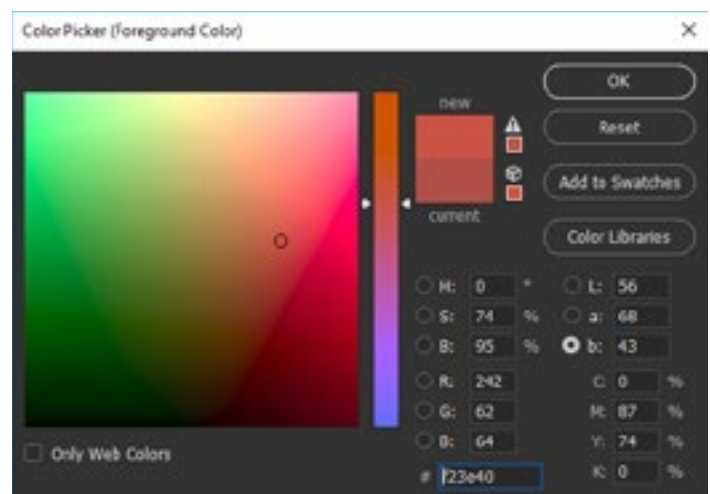 Color Picker (Foreground Color)
new
current
OK
Reset
Add to Swatches
Color Libraries
H: 0 °
S: 74 %
B: 95 %
R: 242
G: 62
B: 64
# f23e40
L: 56
a: 68
b: 43
C: 0 %
M: 87 %
Y: 74 %
K: 0 %
Only Web Colors